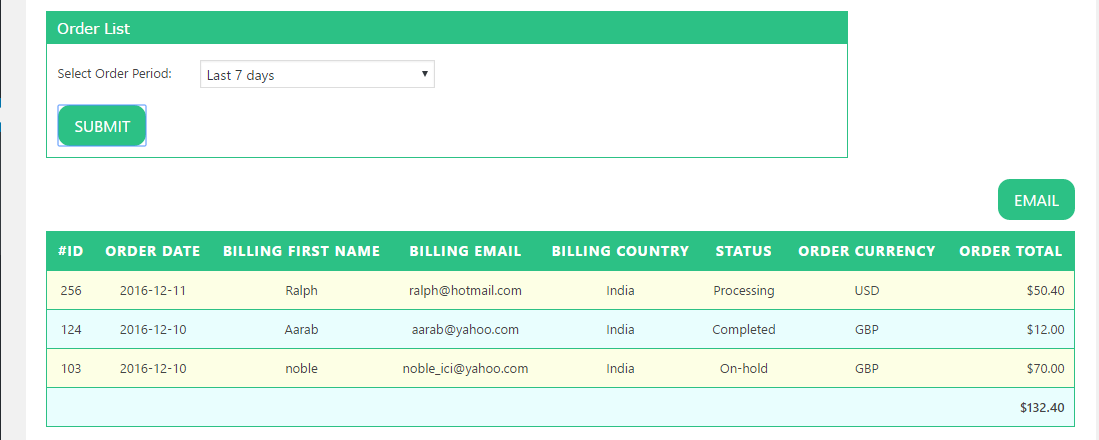 Order List
Select Order Period: Last 7 days
SUBMIT
EMAIL
#ID ORDER DATE BILLING FIRST NAME BILLING EMAIL BILLING COUNTRY STATUS ORDER CURRENCY ORDER TOTAL
256 2016-12-11 Ralph ralph@hotmail.com India Processing USD $50.40
124 2016-12-10 Aarab aarab@yahoo.com India Completed GBP $12.00
103 2016-12-10 noble noble_ici@yahoo.com India On-hold GBP $70.00
$132.40